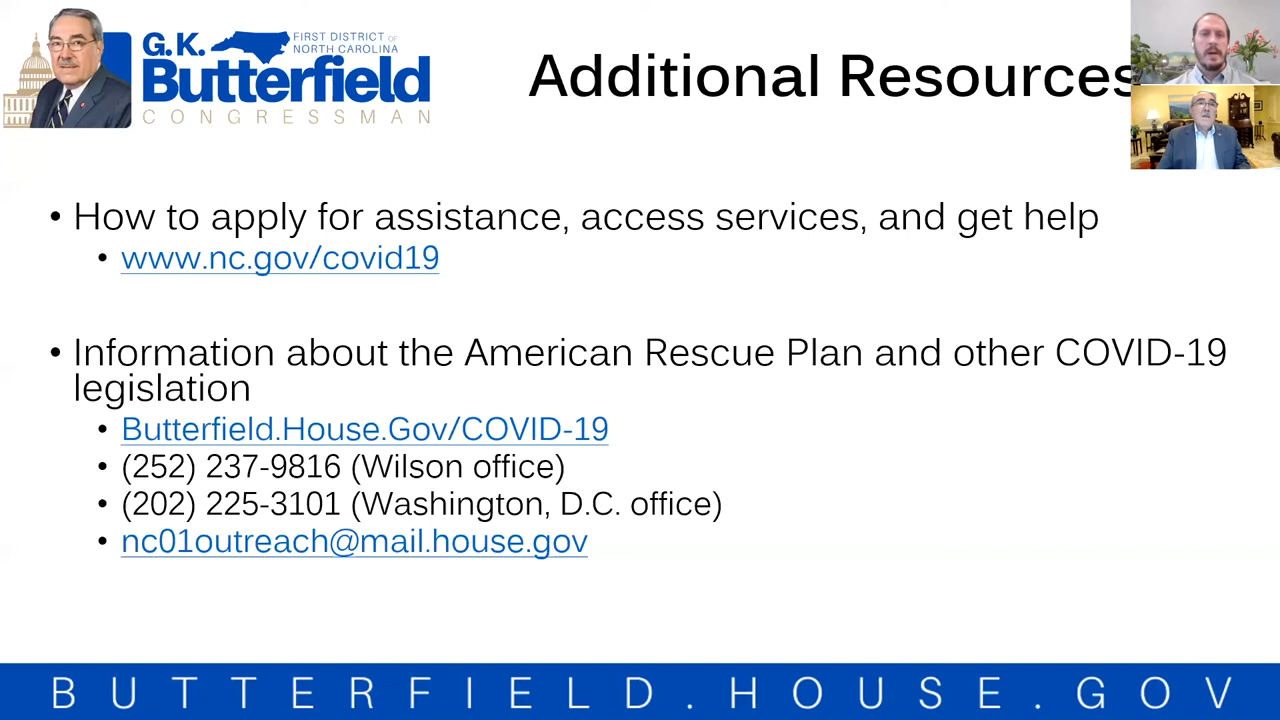 G.K.
FIRST DISTRICT OF
NORTH CAROLINA
Butterfield
CONGRESSMAN
Additional Resources
• How to apply for assistance, access services, and get help
• www.nc.gov/covid19
• Information about the American Rescue Plan and other COVID-19
legislation
• Butterfield.House.Gov/COVID-19
• (252) 237-9816 (Wilson office)
• (202) 225-3101 (Washington, D.C. office)
• nc01outreach@mail.house.gov
BUTTERFIELD.HOUSE.GOV